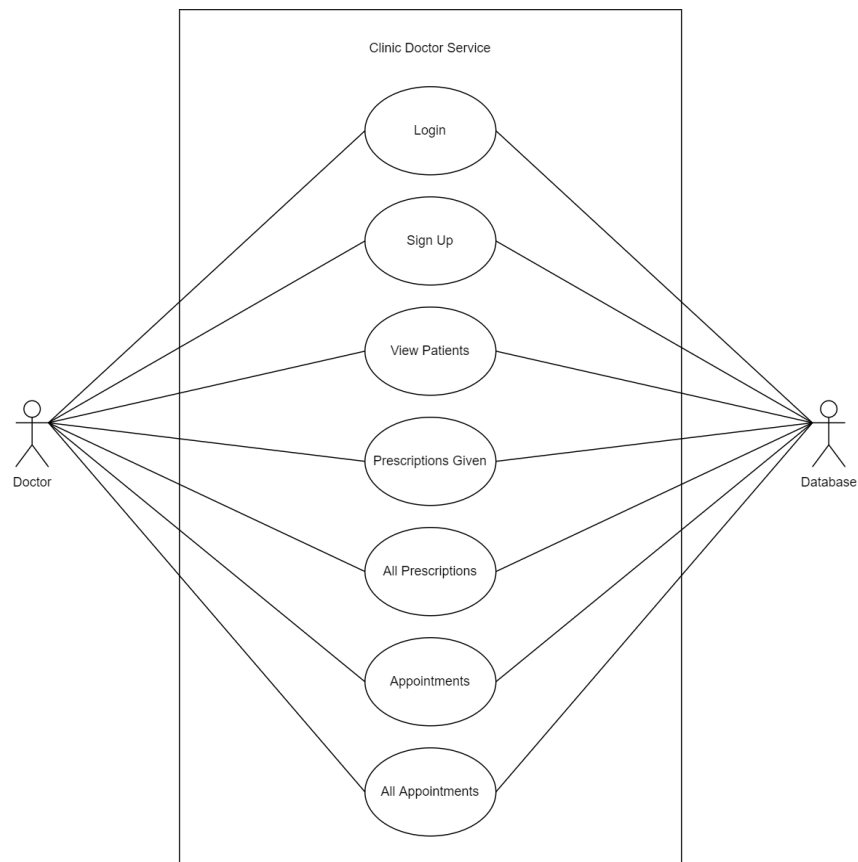 Clinic Doctor Service
Login
Sign Up
View Patients
Prescriptions Given
Doctor
Database
All Prescriptions
Appointments
All Appointments